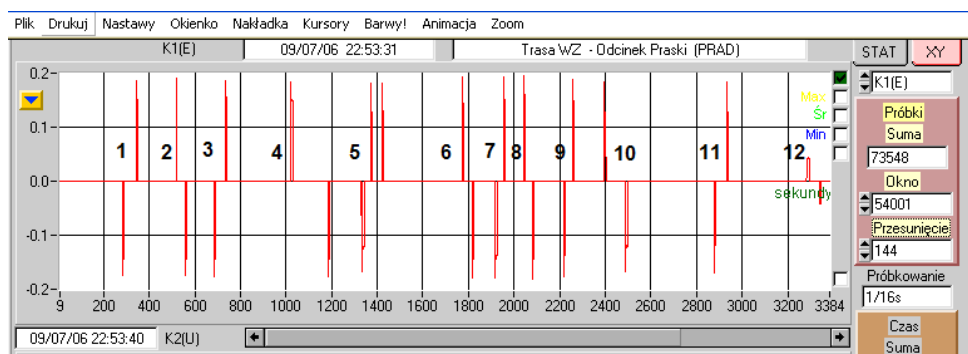 Plik Drukuj Nastawy Okienko Nakładka Kursory Barwy! Animacja Zoom
K1(E) 09/07/06 22:53:31 Trasa WZ - Odcinek Praski (PRAD) STAT XY
K1(E)
Max
Śr
Min
sekundy
0.2
0.1
0.0
-0.1
-0.2
1 2 3 4 5 6 7 8 9 10 11 12
9 200 400 600 800 1000 1200 1400 1600 1800 2000 2200 2400 2600 2800 3000 3200 3384
Próbki
Suma
73548
Okno
54001
Przesunięcie
144
Próbkowanie
1/16s
Czas
Suma
09/07/06 22:53:40 K2(U)